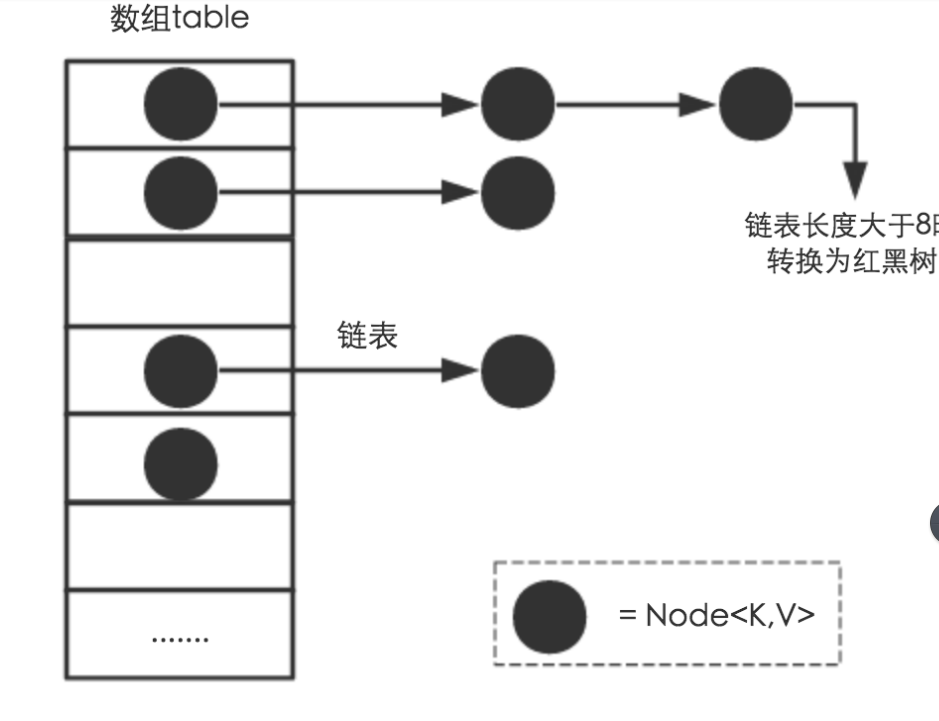 数组table
链表长度大于8
转换为红黑树
链表
.......
= Node<K,V>